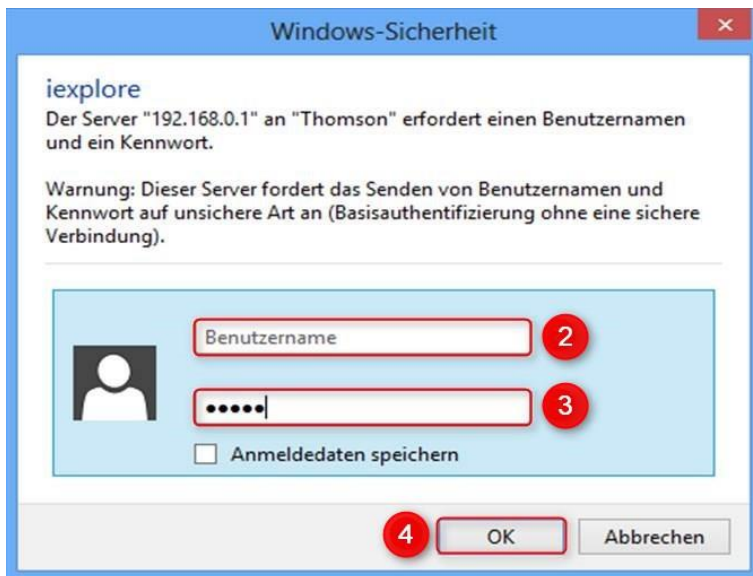 Windows-Sicherheit
iexplore
Der Server "192.168.0.1" an "Thomson" erfordert einen Benutzernamen
und ein Kennwort.
Warnung: Dieser Server fordert das Senden von Benutzernamen und
Kennwort auf unsichere Art an (Basisauthentifizierung ohne eine sichere
Verbindung).
Benutzername
2
•••••
3
Anmeldedaten speichern
4
OK
Abbrechen